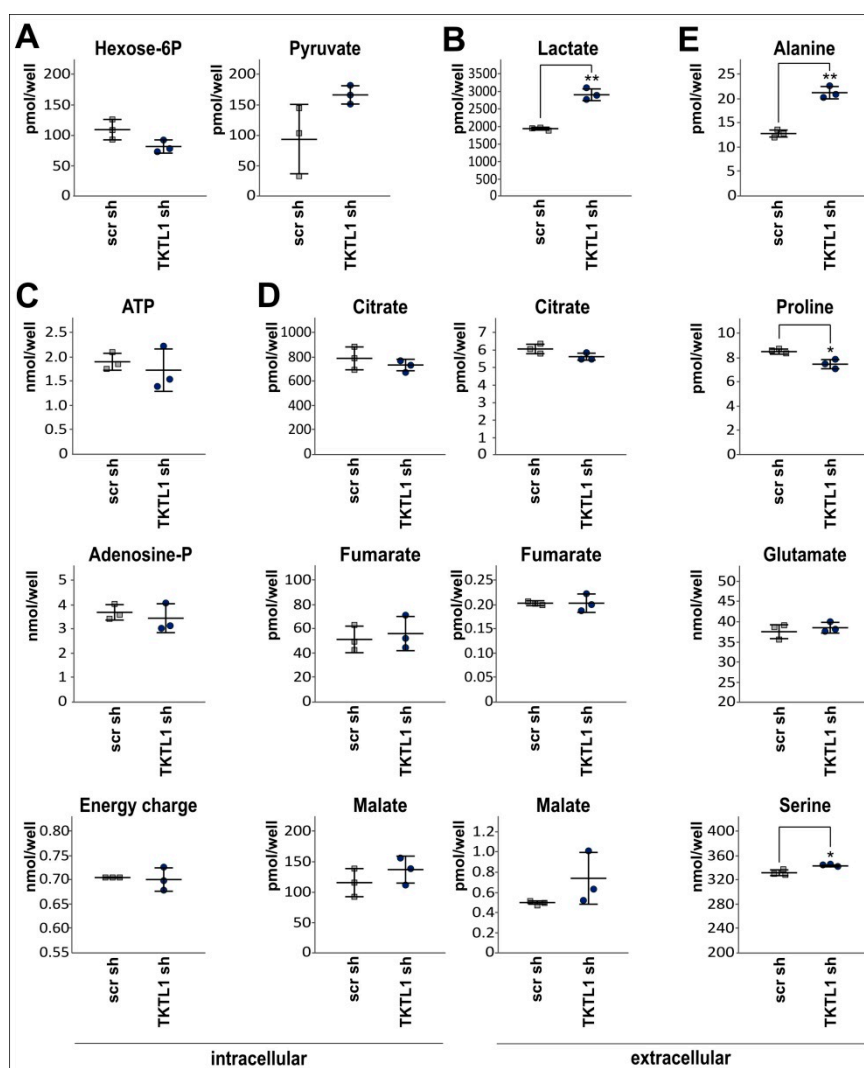 A
Hexose-6P
pmol/well
200
150
100
50
0
scr sh
TKTL1 sh
Pyruvate
200
150
100
50
0
scr sh
TKTL1 sh
B
Lactate
pmol/well
3500
3000
2500
2000
1500
1000
500
0
**
scr sh
TKTL1 sh
E
Alanine
pmol/well
25
20
15
10
5
0
**
scr sh
TKTL1 sh
C
ATP
nmol/well
2.5
2.0
1.5
1.0
0.5
0
scr sh
TKTL1 sh
D
Citrate
pmol/well
1000
800
600
400
200
0
scr sh
TKTL1 sh
Citrate
pmol/well
7
6
5
4
3
2
1
0
scr sh
TKTL1 sh
Proline
pmol/well
10
8
6
4
2
0
*
scr sh
TKTL1 sh
Adenosine-P
nmol/well
5
4
3
2
1
0
scr sh
TKTL1 sh
Fumarate
pmol/well
100
80
60
40
20
0
scr sh
TKTL1 sh
Fumarate
pmol/well
0.25
0.20
0.15
0.10
0.05
0
scr sh
TKTL1 sh
Glutamate
nmol/well
50
45
40
35
30
25
20
scr sh
TKTL1 sh
Energy charge
nmol/well
0.80
0.75
0.70
0.65
0.60
0.55
scr sh
TKTL1 sh
Malate
pmol/well
200
150
100
50
0
scr sh
TKTL1 sh
Malate
pmol/well
1.2
1.0
0.8
0.6
0.4
0.2
0
scr sh
TKTL1 sh
Serine
nmol/well
400
360
320
280
240
200
*
scr sh
TKTL1 sh
intracellular
extracellular